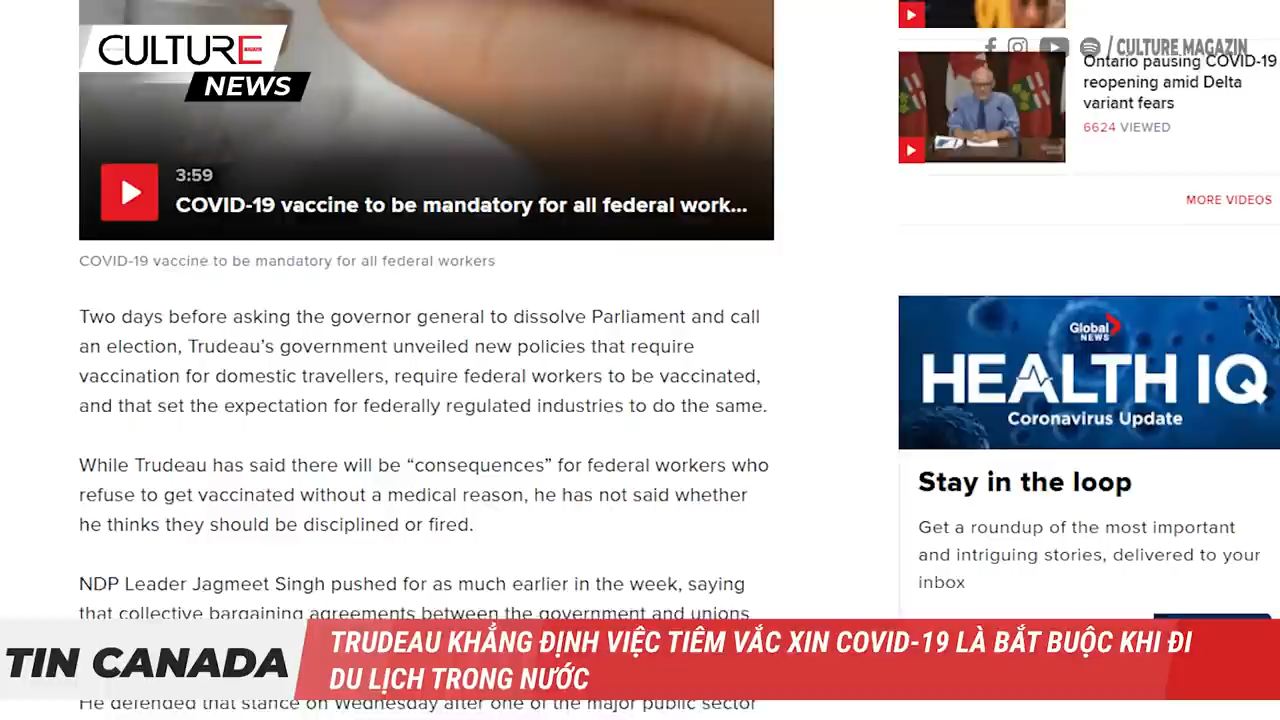 CULTURE
NEWS
3:59
COVID-19 vaccine to be mandatory for all federal work...
COVID-19 vaccine to be mandatory for all federal workers
Two days before asking the governor general to dissolve Parliament and call
an election, Trudeau’s government unveiled new policies that require
vaccination for domestic travellers, require federal workers to be vaccinated,
and that set the expectation for federally regulated industries to do the same.
While Trudeau has said there will be “consequences” for federal workers who
refuse to get vaccinated without a medical reason, he has not said whether
he thinks they should be disciplined or fired.
NDP Leader Jagmeet Singh pushed for as much earlier in the week, saying
that collective bargaining agreements between the government and unions
He defended that stance on Wednesday after one of the major public sector
/ CULTURE MAGAZIN
Ontario pausing COVID-19
reopening amid Delta
variant fears
6624 VIEWED
MORE VIDEOS
Global
NEWS
HEALTH IQ
Coronavirus Update
Stay in the loop
Get a roundup of the most important
and intriguing stories, delivered to your
inbox
TIN CANADA
TRUDEAU KHẲNG ĐỊNH VIỆC TIÊM VẮC XIN COVID-19 LÀ BẮT BUỘC KHI ĐI
DU LỊCH TRONG NƯỚC